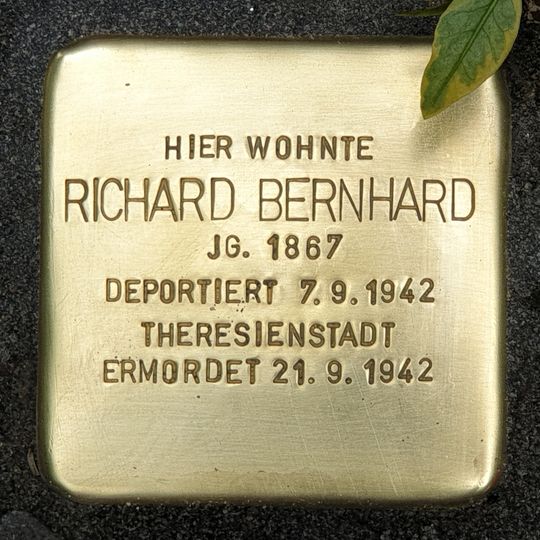 HIER WOHNTE
RICHARD BERNHARD
JG. 1867
DEPORTIERT 7.9.1942
THERESIENSTADT
ERMORDET 21.9.1942